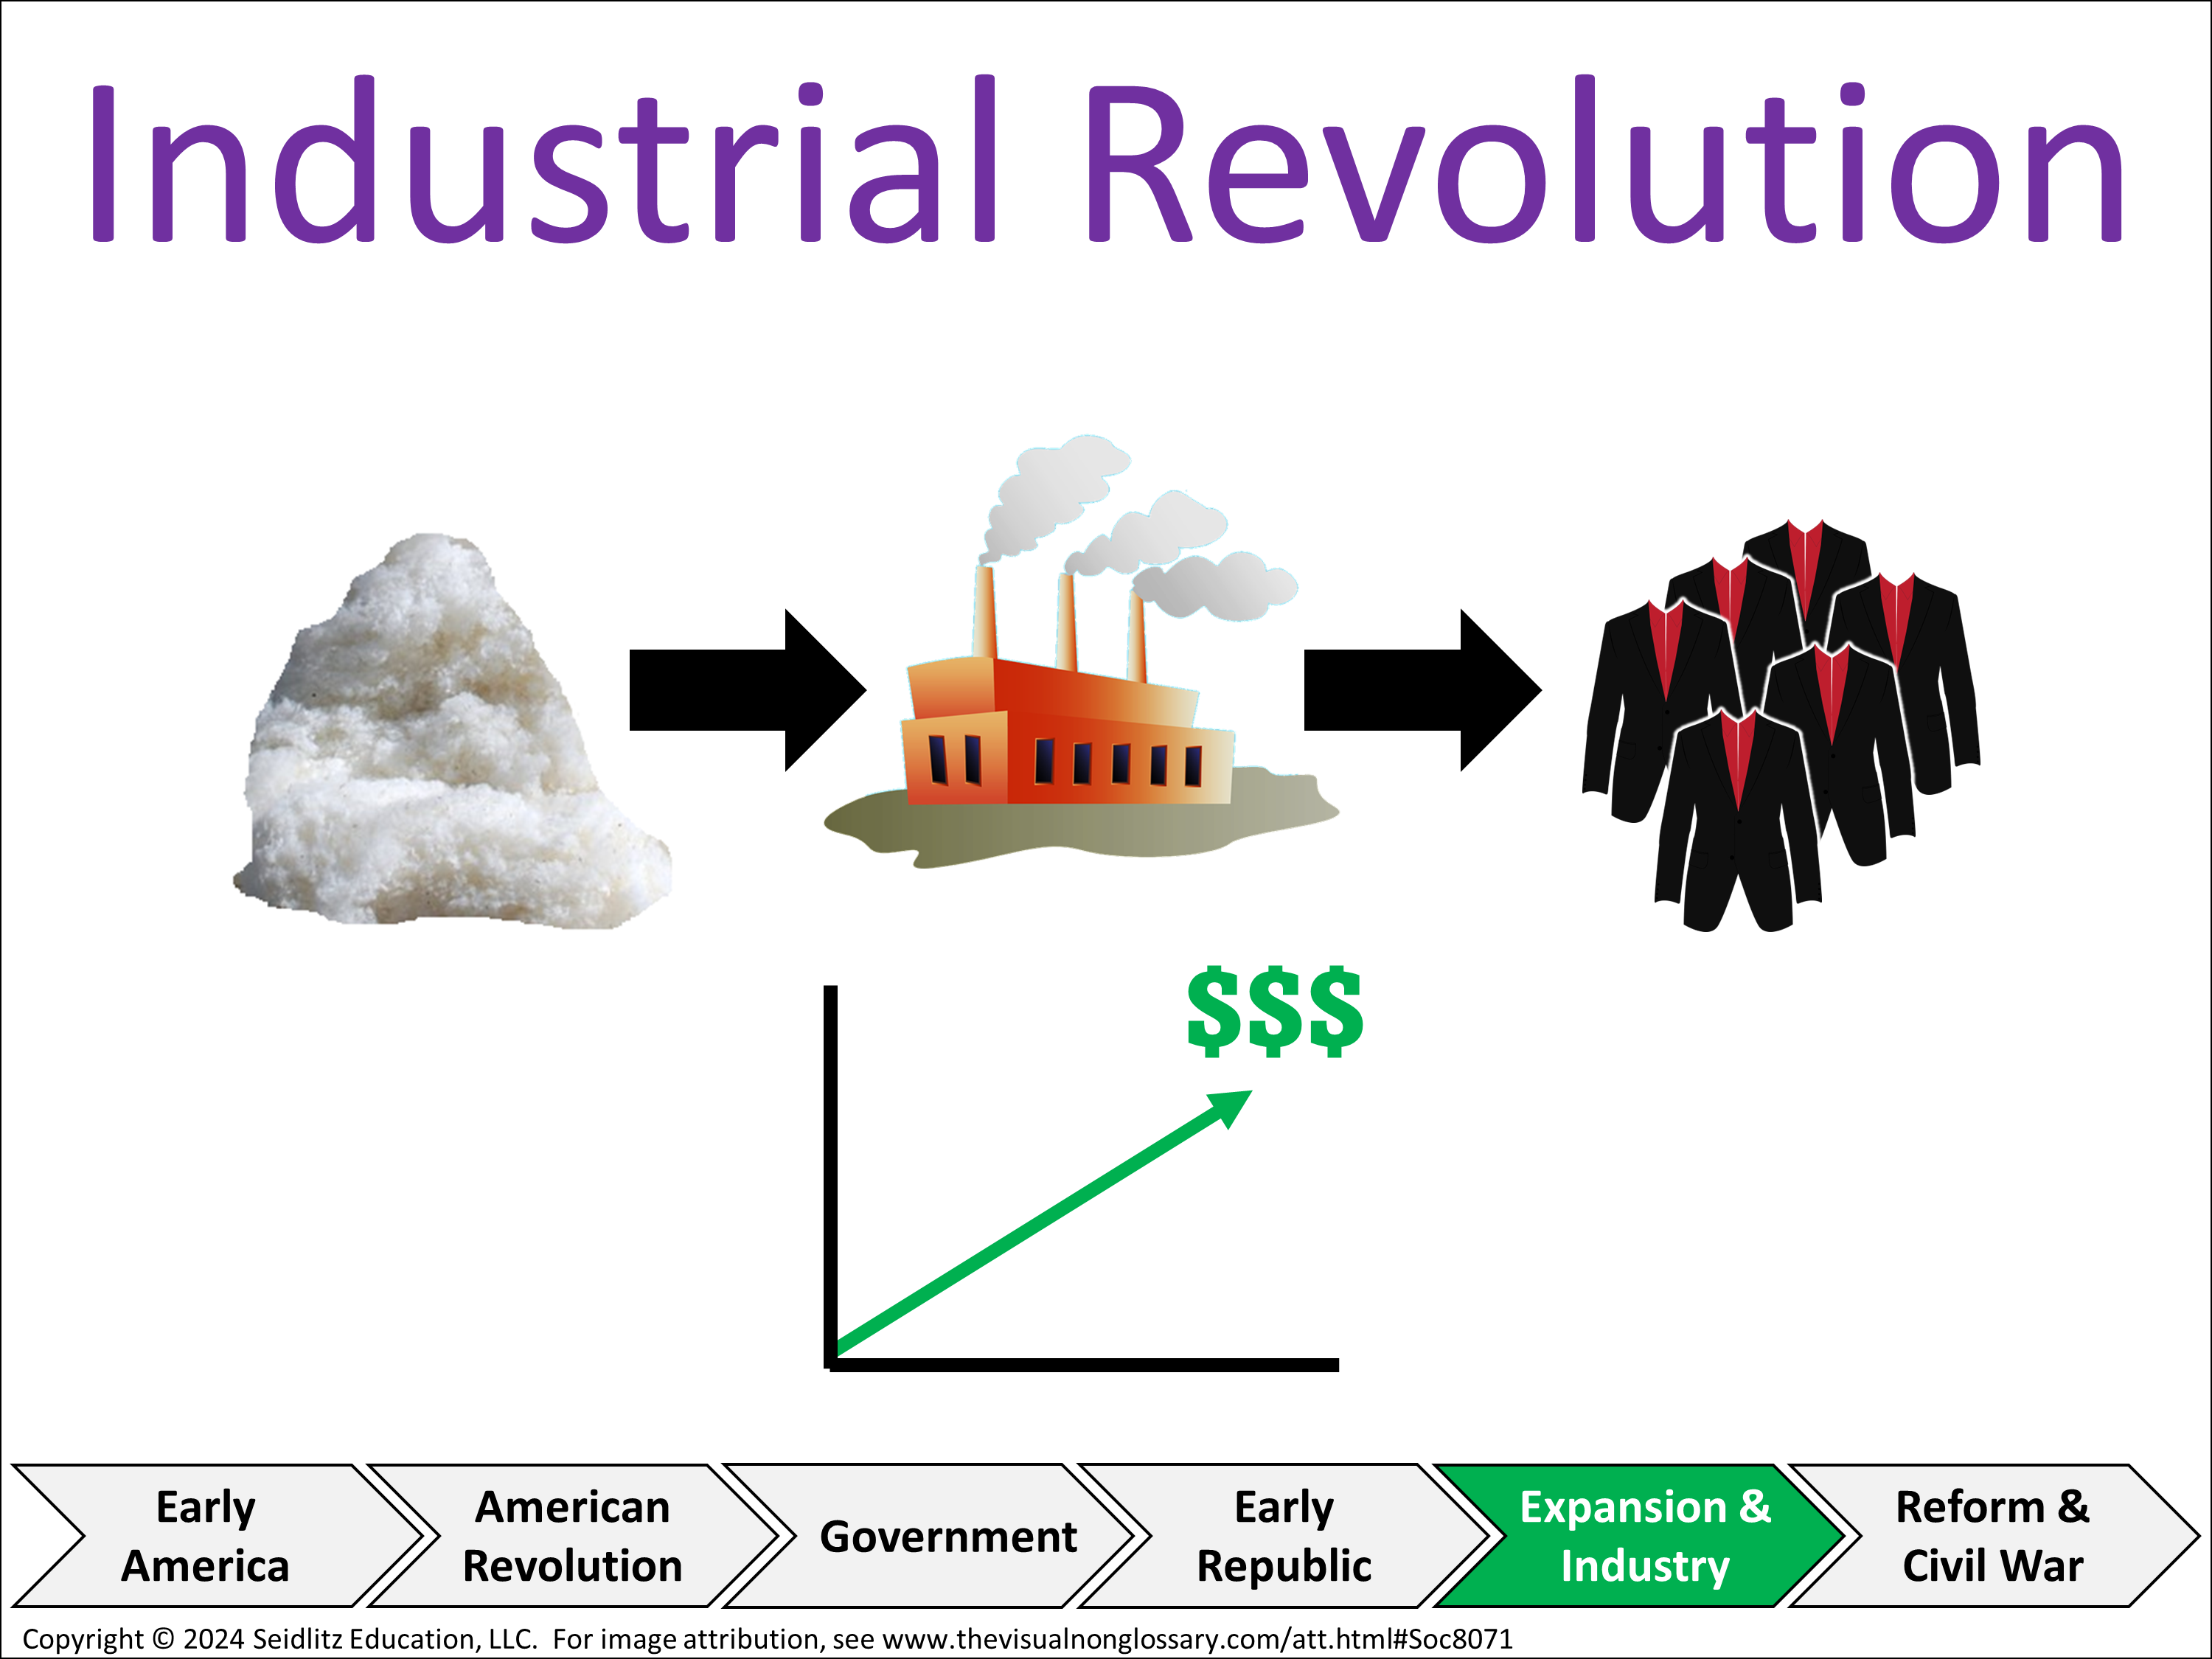 Industrial Revolution
$$$
Early
America
American
Revolution
Government
Early
Republic
Expansion &
Industry
Reform &
Civil War
Copyright © 2024 Seidlitz Education, LLC.  For image attribution, see www.thevisualnonglossary.com/att.html#Soc8071